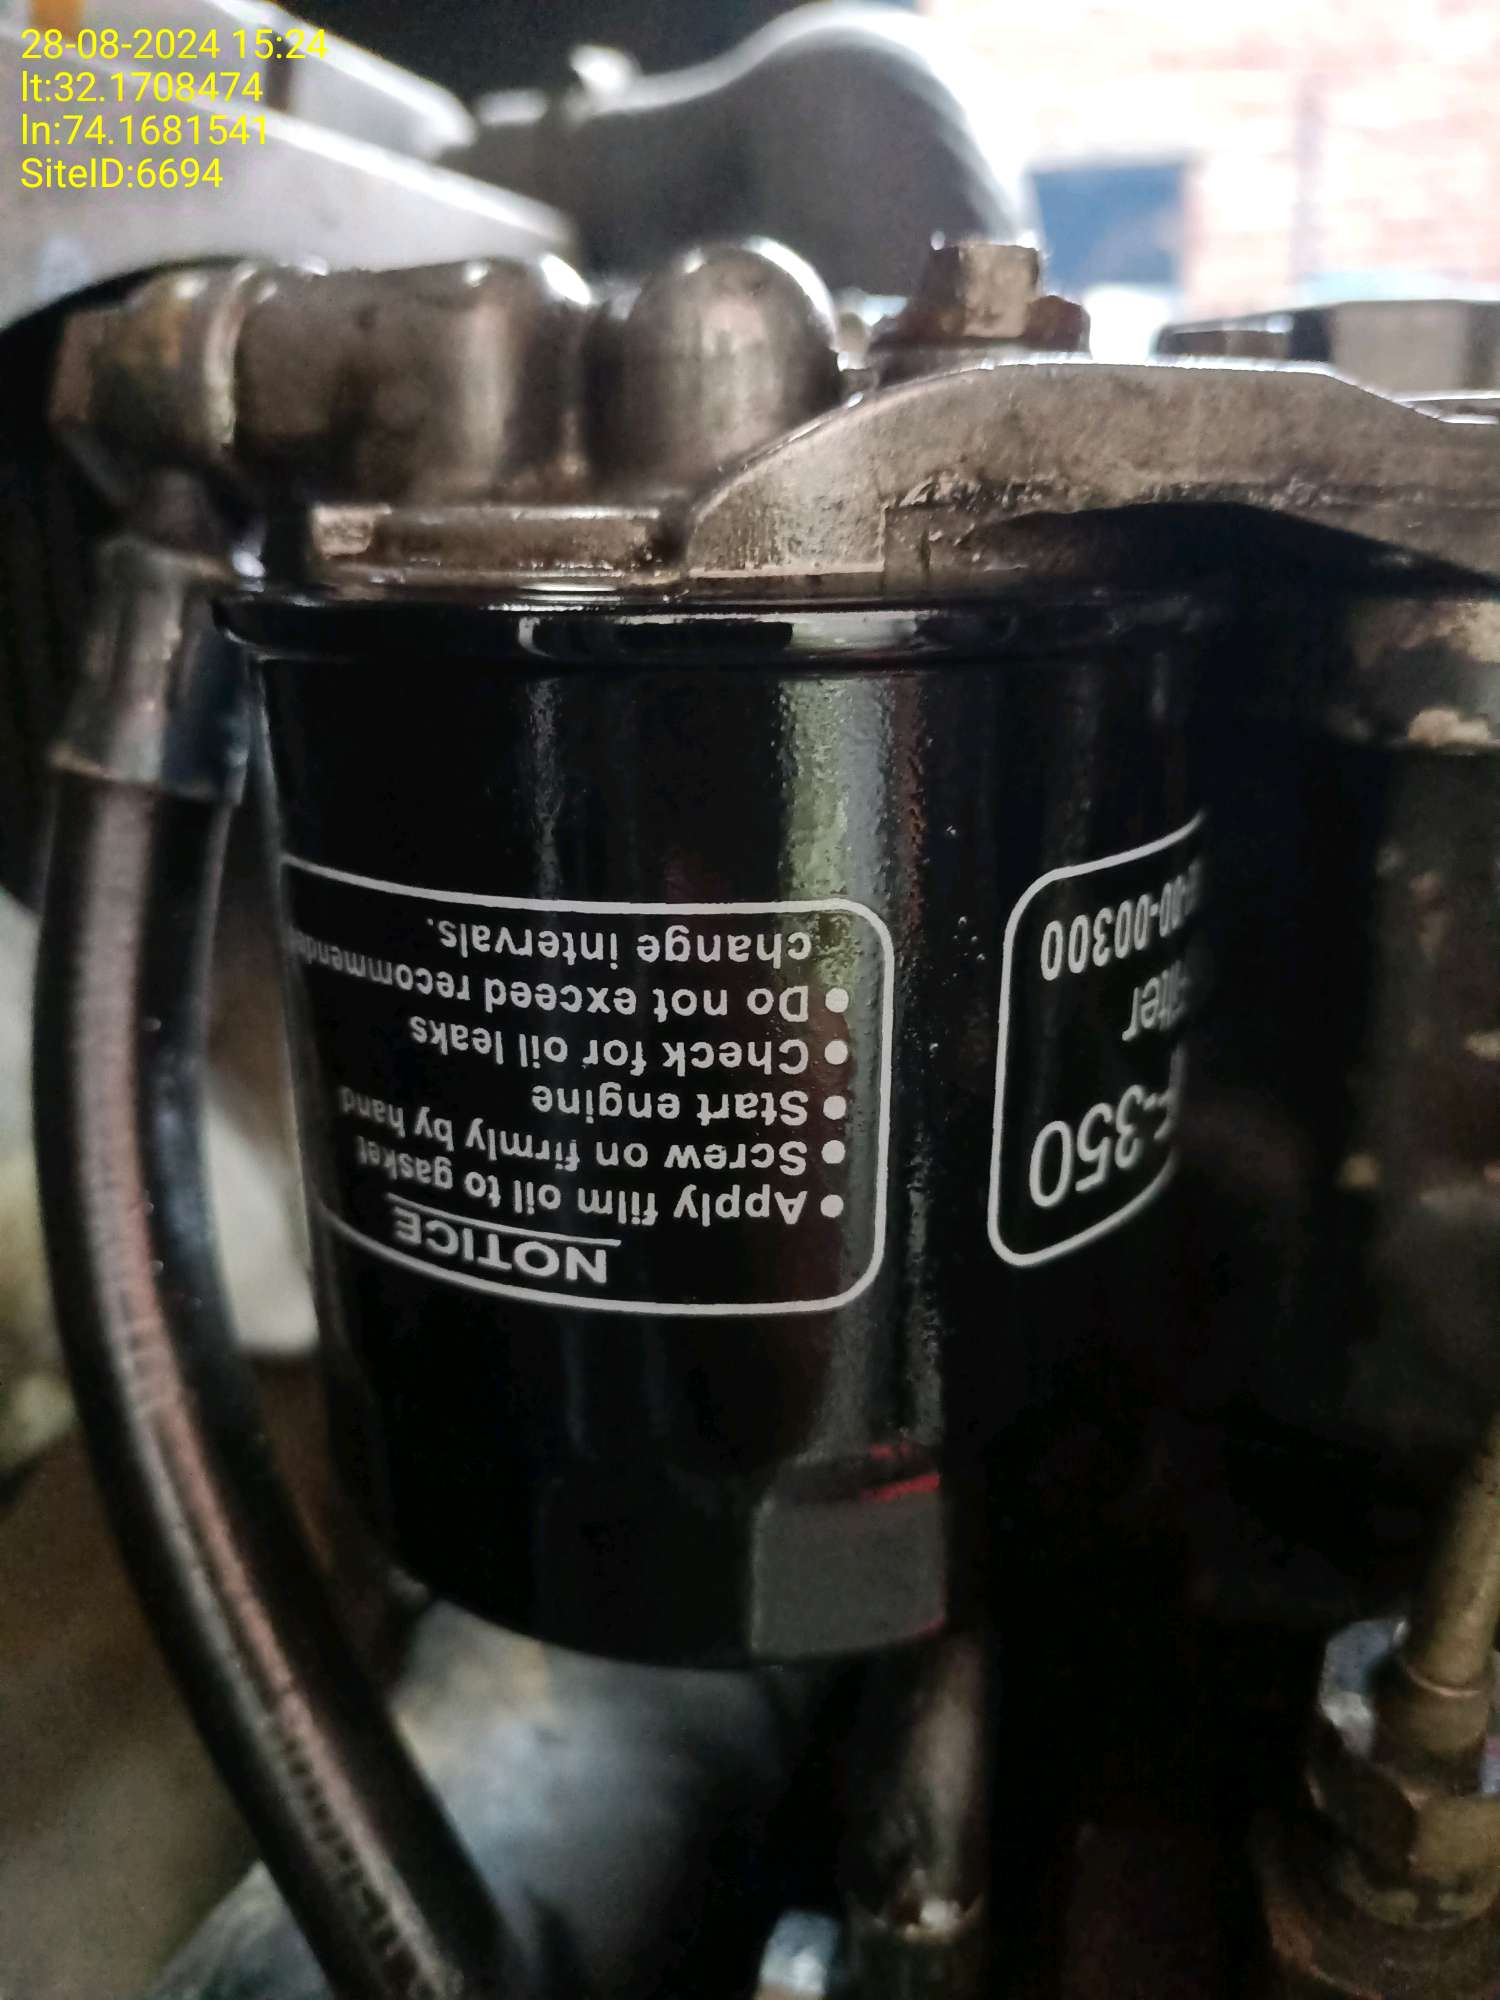 28-08-2024 15:24
lt:32.1708474
ln:74.1681541
SiteID:6694
NOTICE
• Apply film oil to gasket
• Screw on firmly by hand
• Start engine
• Check for oil leaks
• Do not exceed
change intervals.
350
00-00300